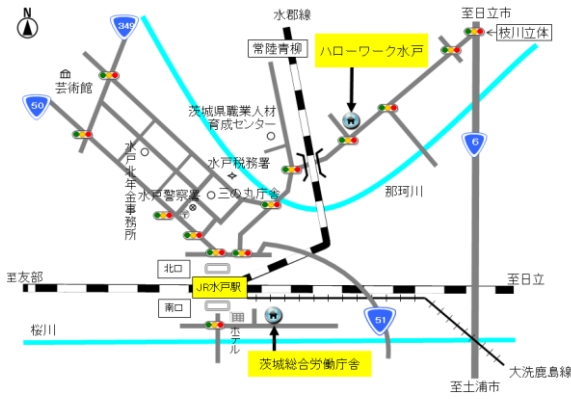 N
349
水郡線
至日立市
枝川立体
常陸青柳
ハローワーク水戸
芸術館
50
茨城県職業人材
育成センター
6
水戸北年金事務所
水戸税務署
水戸警察署
三の丸庁舎
那珂川
至友部
北口
JR水戸駅
至日立
南口
51
桜川
ホテル
茨城総合労働庁舎
大洗鹿島線
至土浦市